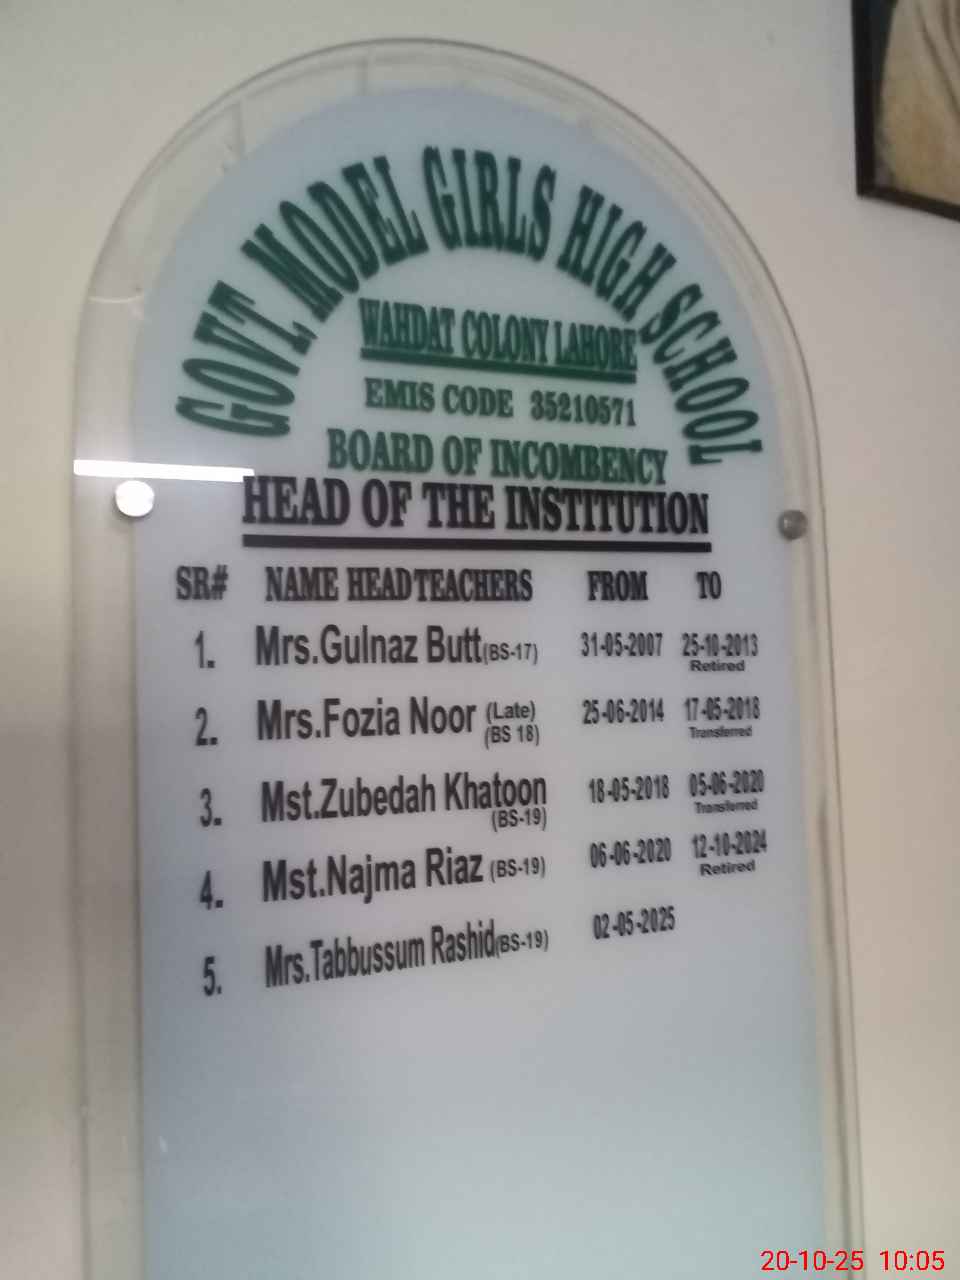 GOVT. MODEL GIRLS HIGH SCHOOL
WAHDAT COLONY LAHORE
EMIS CODE 35210571
BOARD OF INCOMBENCY
HEAD OF THE INSTITUTION
SR# NAME HEADTEACHERS FROM TO
1. Mrs.Gulnaz Butt(BS-17) 31-05-2007 25-10-2013
Retired
2. Mrs.Fozia Noor (Late) 25-06-2014 17-05-2018
(BS 18) Transferred
3. Mst.Zubedah Khatoon 18-05-2018 05-06-2020
(BS-19) Transferred
4. Mst.Najma Riaz (BS-19) 06-06-2020 12-10-2024
Retired
5. Mrs.Tabbussum Rashid(BS-19) 02-05-2025
20-10-25 10:05